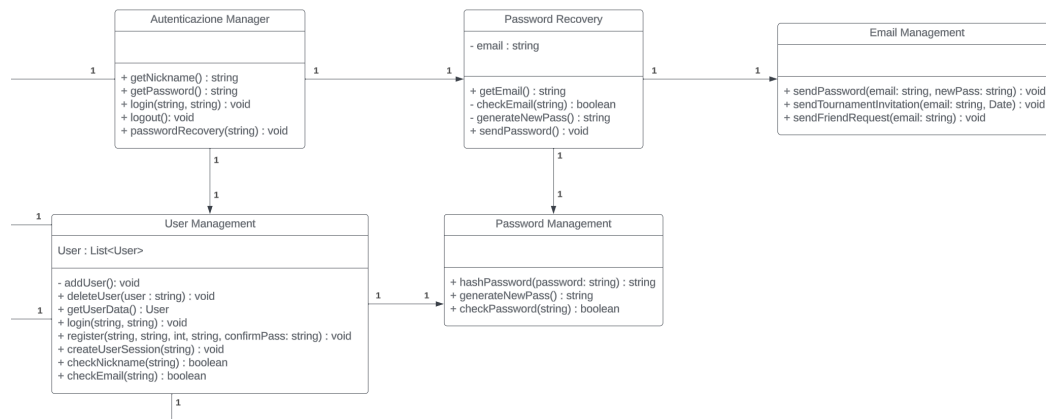 Autenticazione Manager
+ getNickname() : string
+ getPassword() : string
+ login(string, string) : void
+ logout(): void
+ passwordRecovery(string) : void
1
1
1
Password Recovery
- email : string
+ getEmail() : string
- checkEmail(string) : boolean
- generateNewPass() : string
+ sendPassword() : void
1
1
Email Management
+ sendPassword(email: string, newPass: string) : void
+ sendTournamentInvitation(email: string, Date) : void
+ sendFriendRequest(email: string) : void
1
1
1
1
1
User Management
User : List<User>
- addUser(): void
+ deleteUser(user : string) : void
+ getUserData() : User
+ login(string, string) : void
+ register(string, string, int, string, confirmPass: string) : void
+ createUserSession(string) : void
+ checkNickname(string) : boolean
+ checkEmail(string) : boolean
1
1
1
1
Password Management
+ hashPassword(password: string) : string
+ generateNewPass() : string
+ checkPassword(string) : boolean